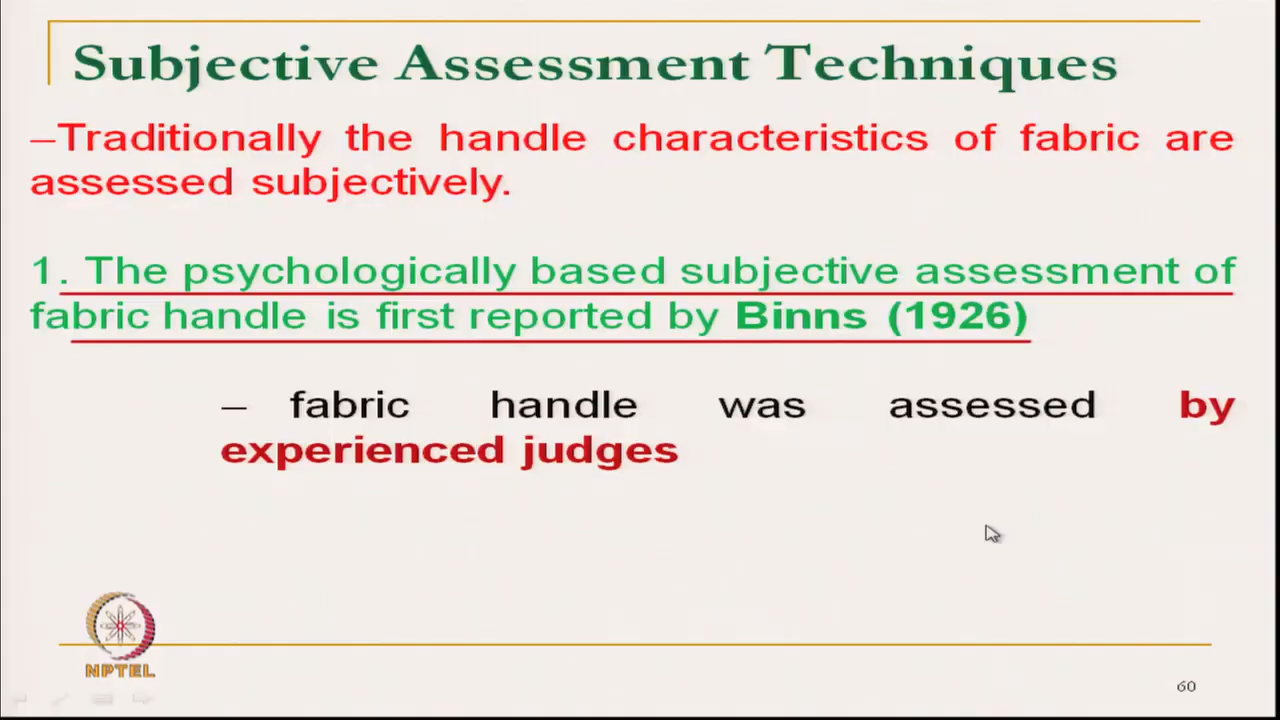 Subjective Assessment Techniques
–Traditionally the handle characteristics of fabric are
assessed subjectively.
1. The psychologically based subjective assessment of
fabric handle is first reported by Binns (1926)
– fabric handle was assessed by
experienced judges
NPTEL
60